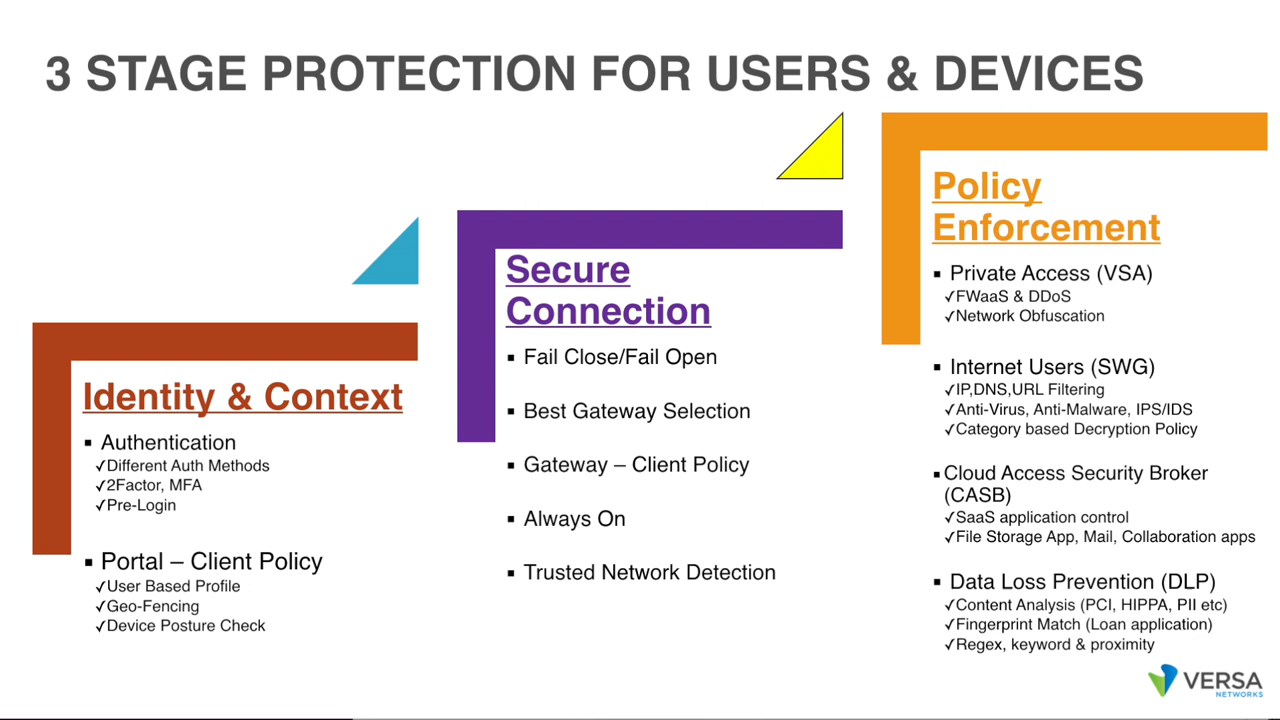 3 STAGE PROTECTION FOR USERS & DEVICES
Identity & Context
▪ Authentication
✓Different Auth Methods
✓2Factor, MFA
✓Pre-Login
▪ Portal – Client Policy
✓User Based Profile
✓Geo-Fencing
✓Device Posture Check
Secure
Connection
▪ Fail Close/Fail Open
▪ Best Gateway Selection
▪ Gateway – Client Policy
▪ Always On
▪ Trusted Network Detection
Policy
Enforcement
▪ Private Access (VSA)
✓FWaaS & DDoS
✓Network Obfuscation
▪ Internet Users (SWG)
✓IP,DNS,URL Filtering
✓Anti-Virus, Anti-Malware, IPS/IDS
✓Category based Decryption Policy
▪ Cloud Access Security Broker
(CASB)
✓SaaS application control
✓File Storage App, Mail, Collaboration apps
▪ Data Loss Prevention (DLP)
✓Content Analysis (PCI, HIPPA, PII etc)
✓Fingerprint Match (Loan application)
✓Regex, keyword & proximity
VERSA
NETWORKS